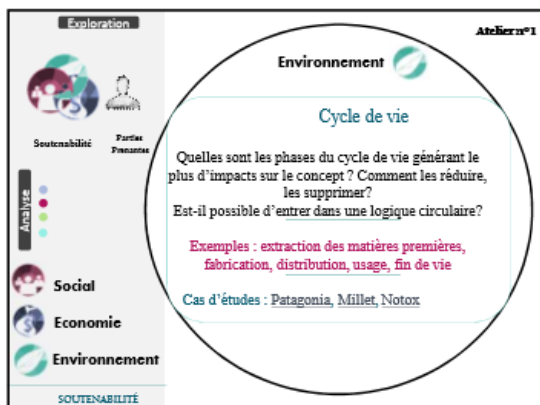 Exploration
Atelier n°1
Environnement
Soutenabilité
Parties
Prenantes
Cycle de vie
Quelles sont les phases du cycle de vie générant le
plus d'impacts sur le concept ? Comment les réduire,
les supprimer?
Est-il possible d'entrer dans une logique circulaire?
Exemples : extraction des matières premières,
fabrication, distribution, usage, fin de vie
Cas d'études : Patagonia, Millet, Notox
Analyse
Social
Economie
Environnement
SOUTENABILITÉ